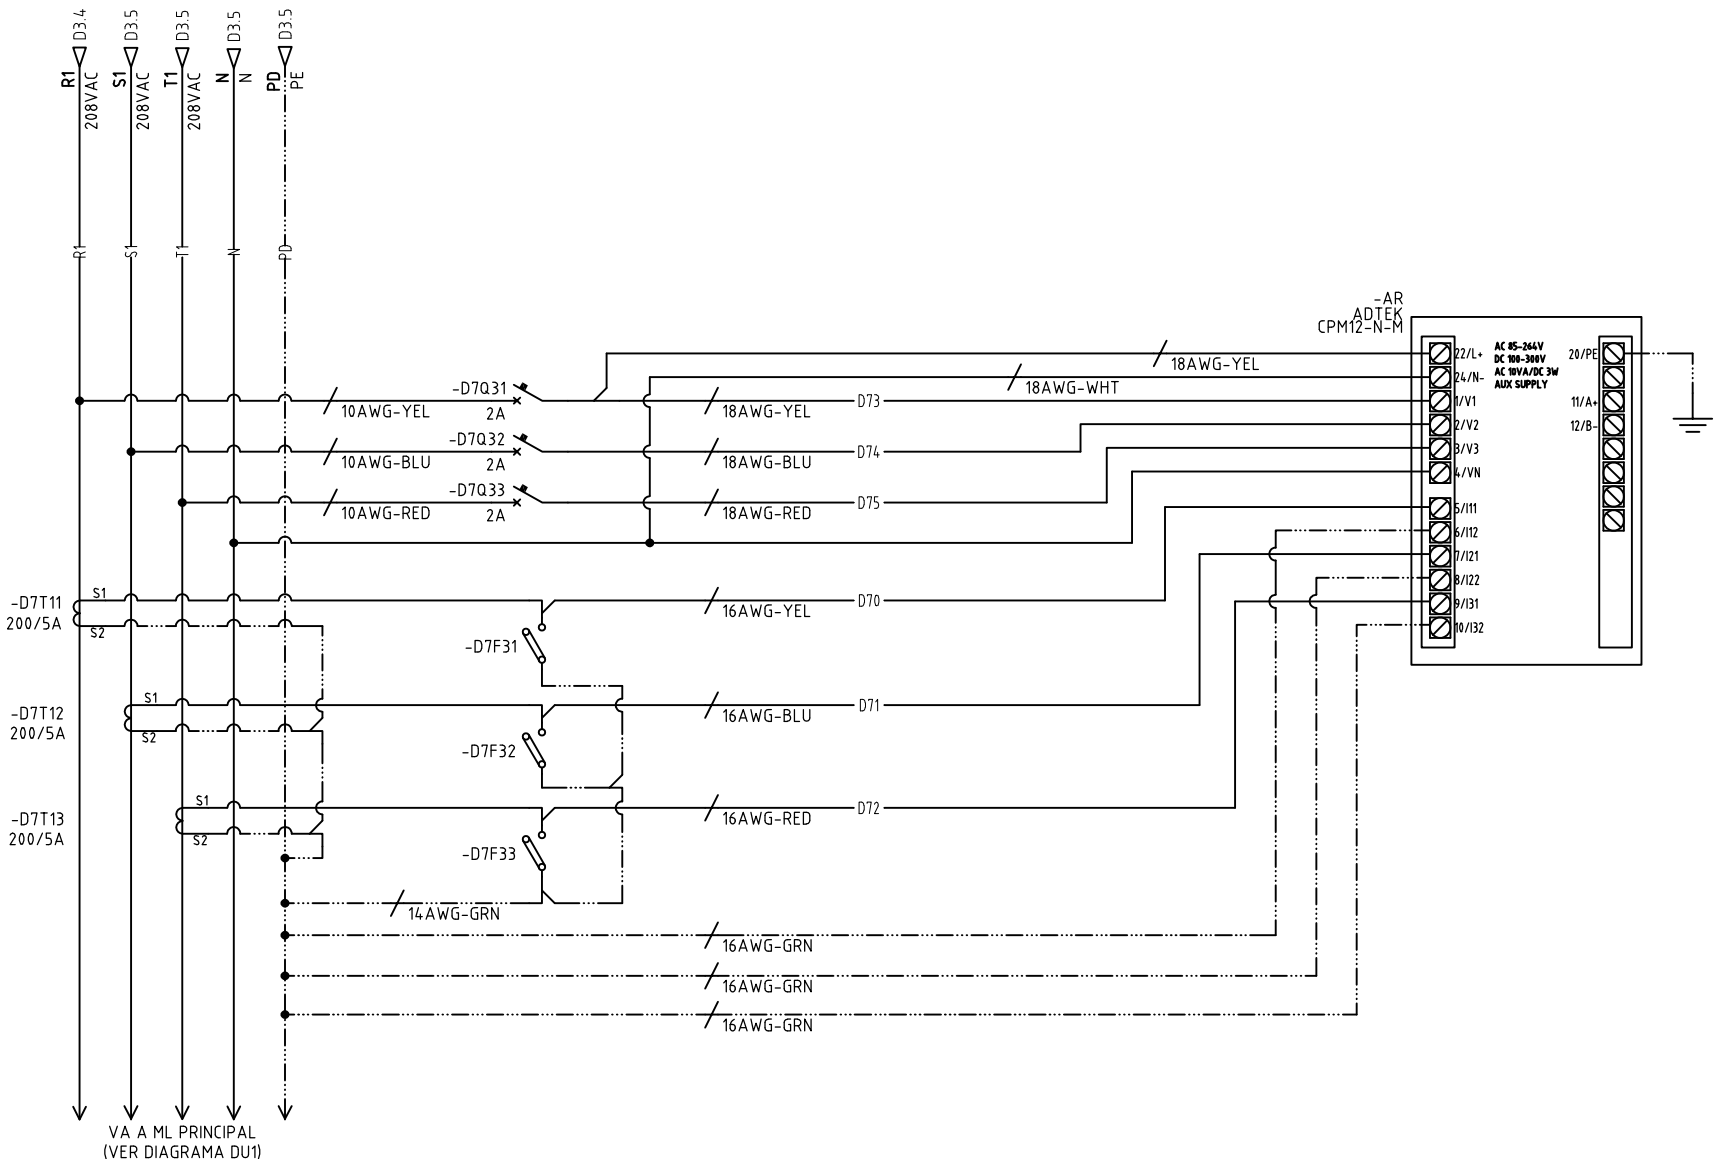 D3.4
D3.5
D3.5
D3.5
D3.5
R1
208VAC
S1
208VAC
T1
208VAC
N
N
PD
PE
R1
S1
T1
N
PD
-AR
ADTEK
CPM12-N-M
22/L+
24/N-
1/V1
2/V2
3/V3
4/VN
5/I11
6/I12
7/I21
8/I22
9/I31
10/I32
AC 85-264V
DC 100-300V
AC 10VA/DC 3W
AUX SUPPLY
20/PE
11/A+
12/B-
18AWG-YEL
18AWG-WHT
-D7Q31
2A
10AWG-YEL
18AWG-YEL
D73
-D7Q32
2A
10AWG-BLU
18AWG-BLU
D74
-D7Q33
2A
10AWG-RED
18AWG-RED
D75
-D7T11
200/5A
S1
S2
-D7F31
16AWG-YEL
D70
-D7T12
200/5A
S1
S2
-D7F32
16AWG-BLU
D71
-D7T13
200/5A
S1
S2
-D7F33
16AWG-RED
D72
14AWG-GRN
16AWG-GRN
16AWG-GRN
16AWG-GRN
VA A ML PRINCIPAL
(VER DIAGRAMA DU1)